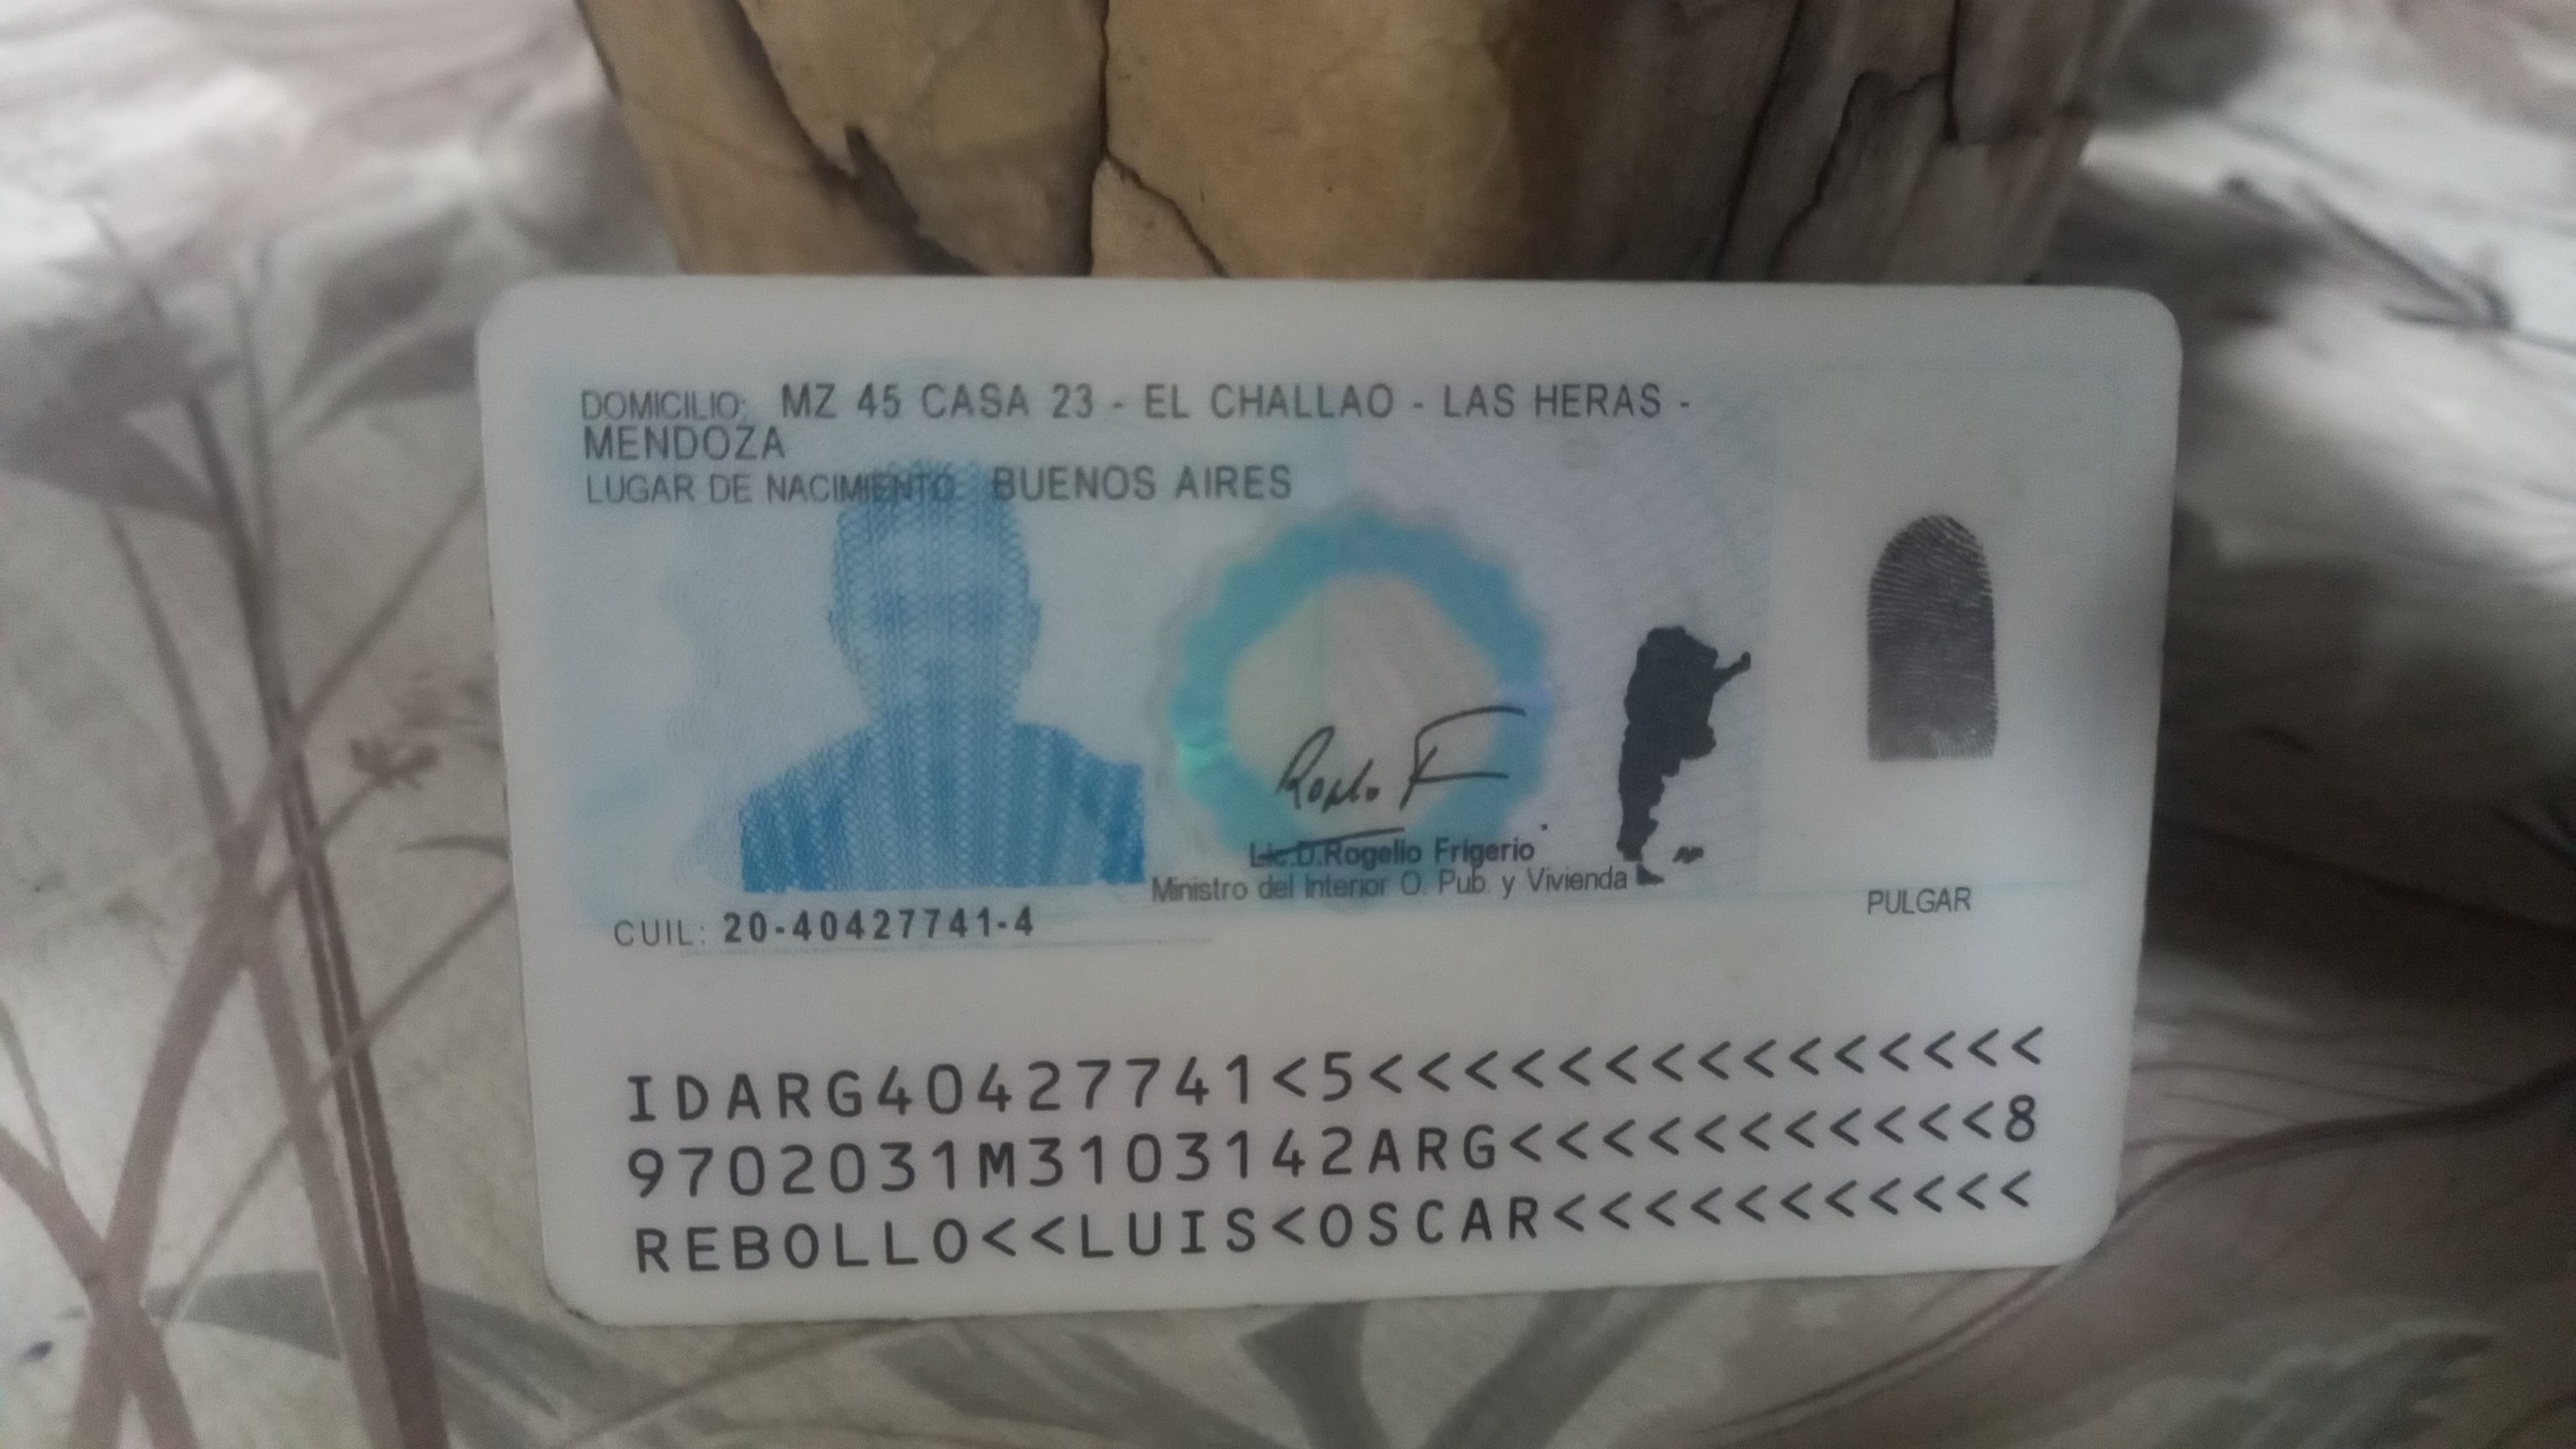 DOMICILIO: MZ 45 CASA 23 - EL CHALLAO - LAS HERAS -
MENDOZA
LUGAR DE NACIMIENTO BUENOS AIRES
Lic.D.Rogelio Frigerio
Ministro del Interior O. Pub. y Vivienda
CUIL: 20-40427741-4
PULGAR
IDARG40427741<5<<<<<<<<<<<<<<<
9702031M3103142ARG<<<<<<<<<<<8
REBOLLO<<LUIS<OSCAR<<<<<<<<<<<